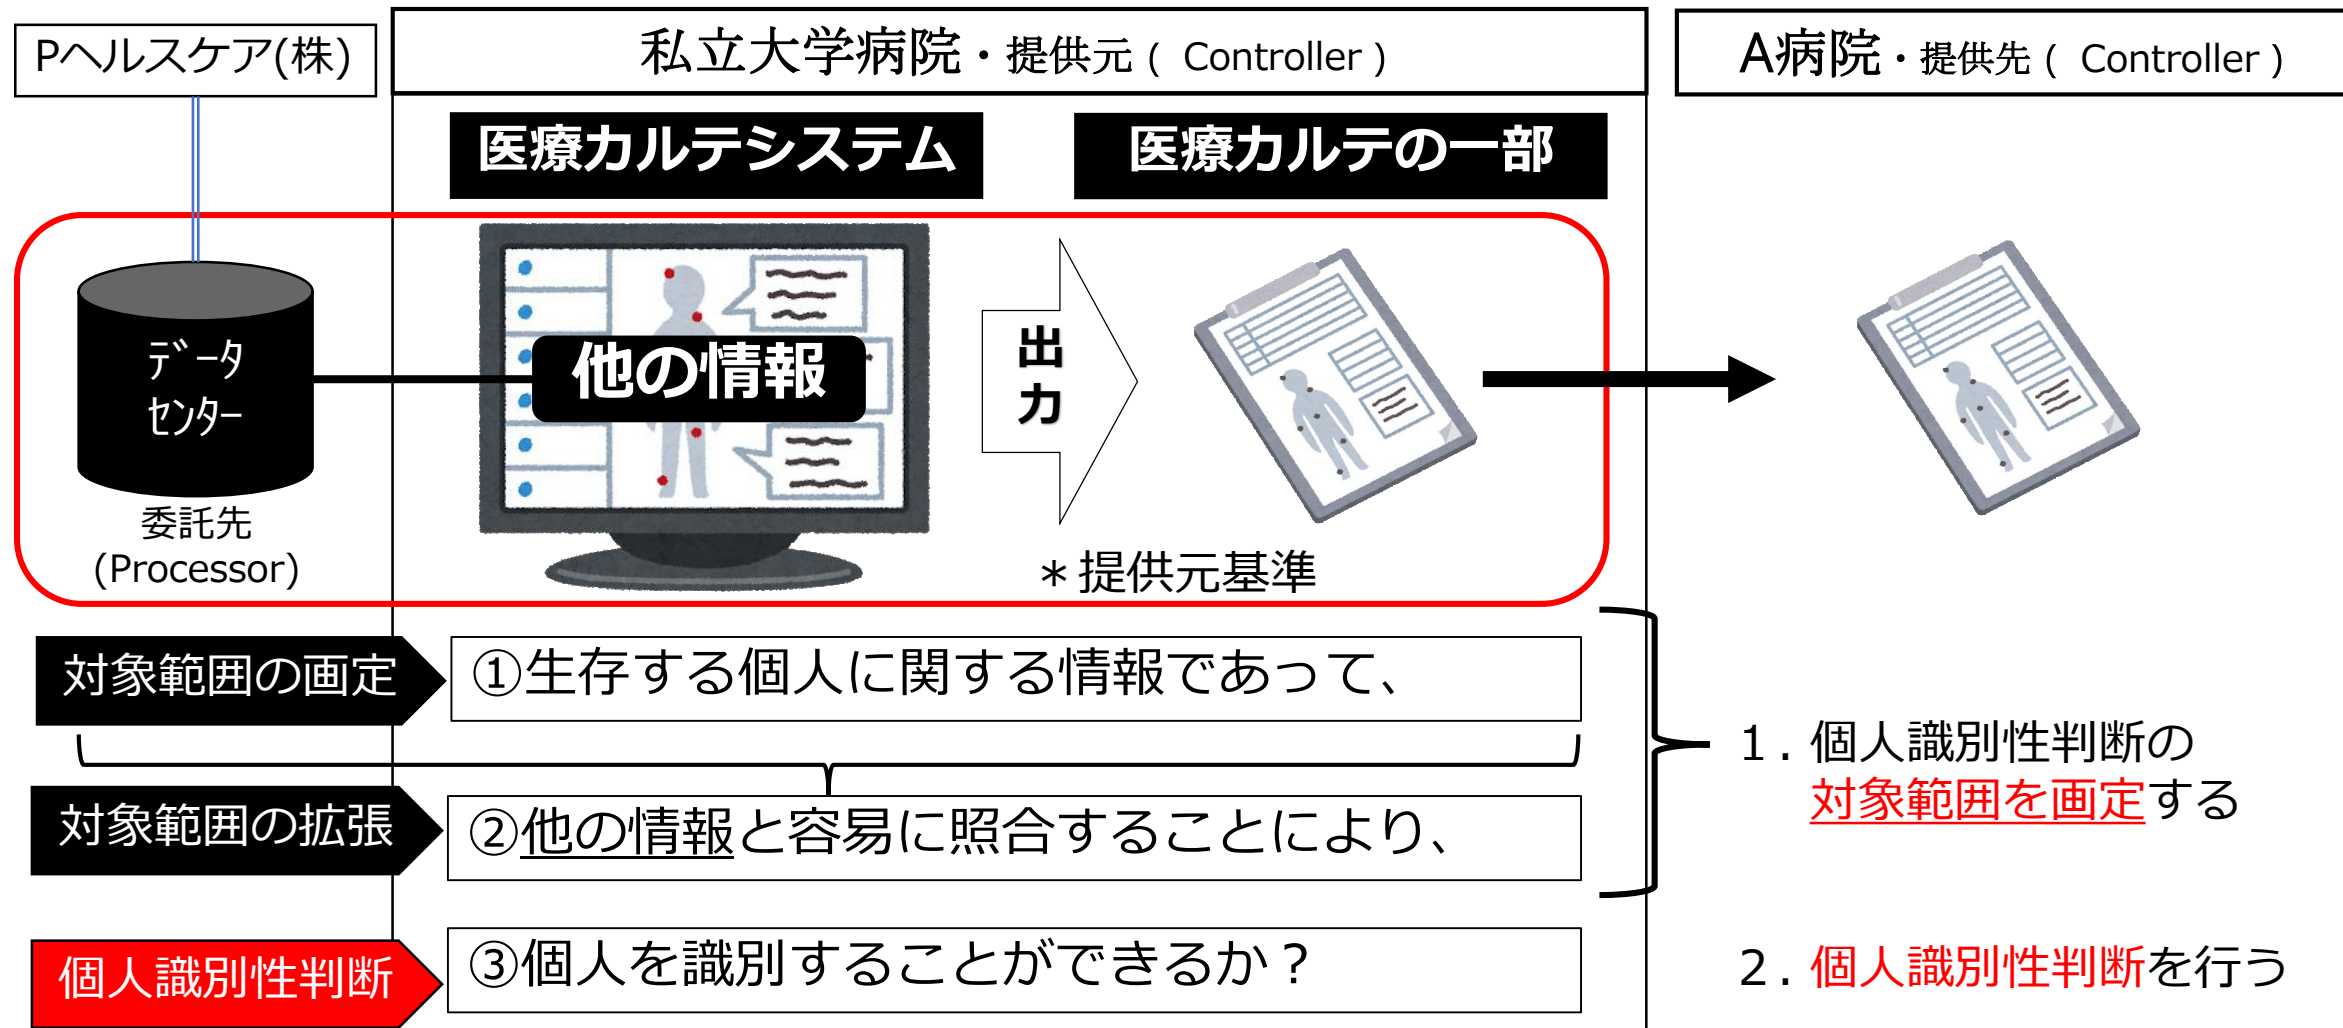 Pヘルスケア(株)
私立大学病院・提供元 ( Controller )
A病院・提供先 ( Controller )
医療カルテシステム
医療カルテの一部
他の情報
出
力
ﾃﾞｰﾀ
ｾﾝﾀｰ
委託先
(Processor)
＊提供元基準
対象範囲の画定
①生存する個人に関する情報であって、
対象範囲の拡張
②他の情報と容易に照合することにより、
個人識別性判断
③個人を識別することができるか？
１. 個人識別性判断の
対象範囲を画定する
２. 個人識別性判断を行う